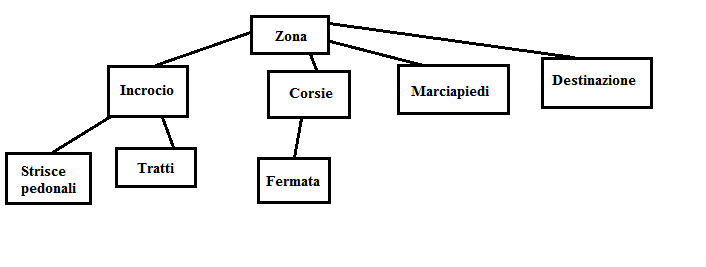 Zona
Incrocio
Corsie
Marciapiedi
Destinazione
Strisce
pedonali
Tratti
Fermata